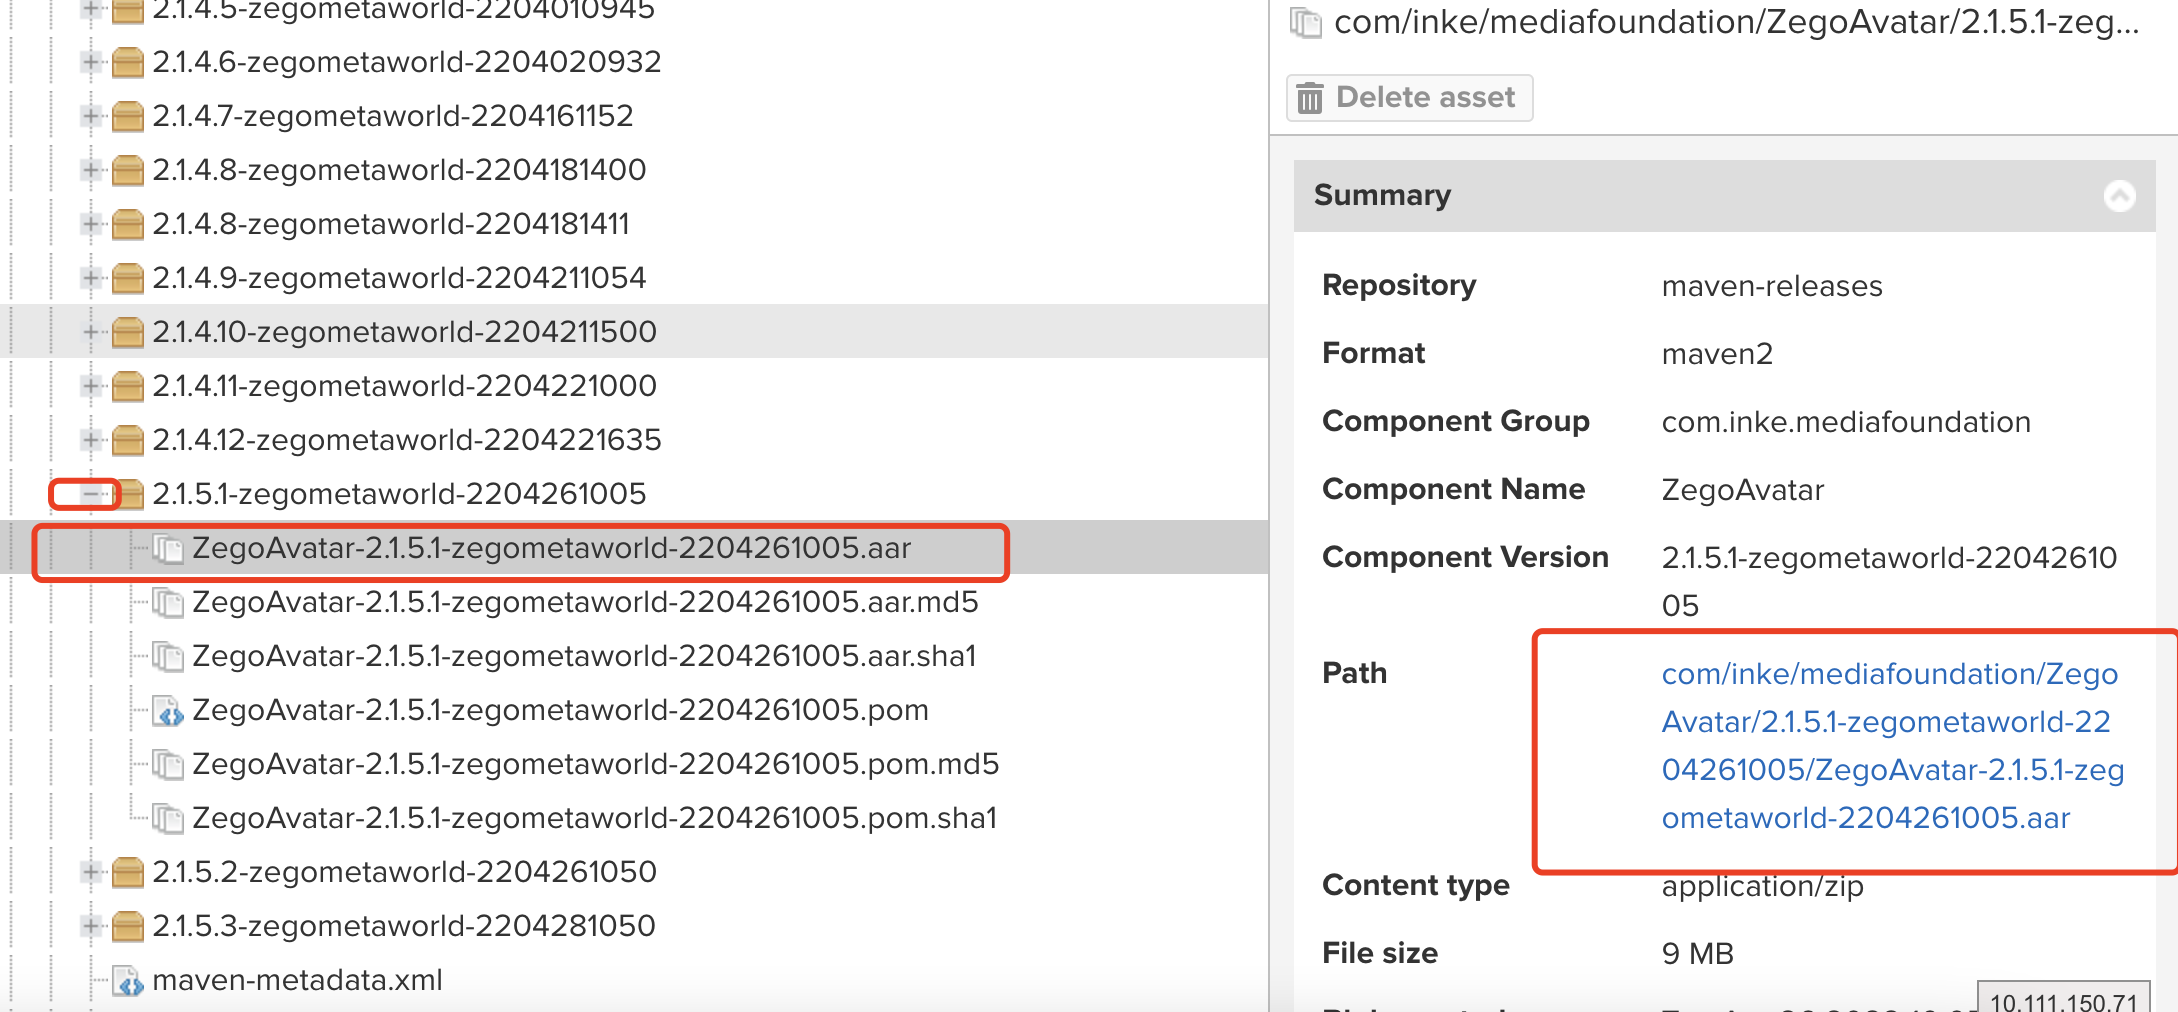 2.1.4.5-zegometaworld-2204010945
2.1.4.6-zegometaworld-2204020932
2.1.4.7-zegometaworld-2204161152
2.1.4.8-zegometaworld-2204181400
2.1.4.8-zegometaworld-2204181411
2.1.4.9-zegometaworld-2204211054
2.1.4.10-zegometaworld-2204211500
2.1.4.11-zegometaworld-2204221000
2.1.4.12-zegometaworld-2204221635
2.1.5.1-zegometaworld-2204261005
ZegoAvatar-2.1.5.1-zegometaworld-2204261005.aar
ZegoAvatar-2.1.5.1-zegometaworld-2204261005.aar.md5
ZegoAvatar-2.1.5.1-zegometaworld-2204261005.aar.sha1
ZegoAvatar-2.1.5.1-zegometaworld-2204261005.pom
ZegoAvatar-2.1.5.1-zegometaworld-2204261005.pom.md5
ZegoAvatar-2.1.5.1-zegometaworld-2204261005.pom.sha1
2.1.5.2-zegometaworld-2204261050
2.1.5.3-zegometaworld-2204281050
maven-metadata.xml
com/inke/mediafoundation/ZegoAvatar/2.1.5.1-zeg...
Delete asset
Summary
Repository maven-releases
Format maven2
Component Group com.inke.mediafoundation
Component Name ZegoAvatar
Component Version 2.1.5.1-zegometaworld-22042610
05
Path com/inke/mediafoundation/Zego
Avatar/2.1.5.1-zegometaworld-22
04261005/ZegoAvatar-2.1.5.1-zeg
ometaworld-2204261005.aar
Content type application/zip
File size 9 MB
10.111.150.71